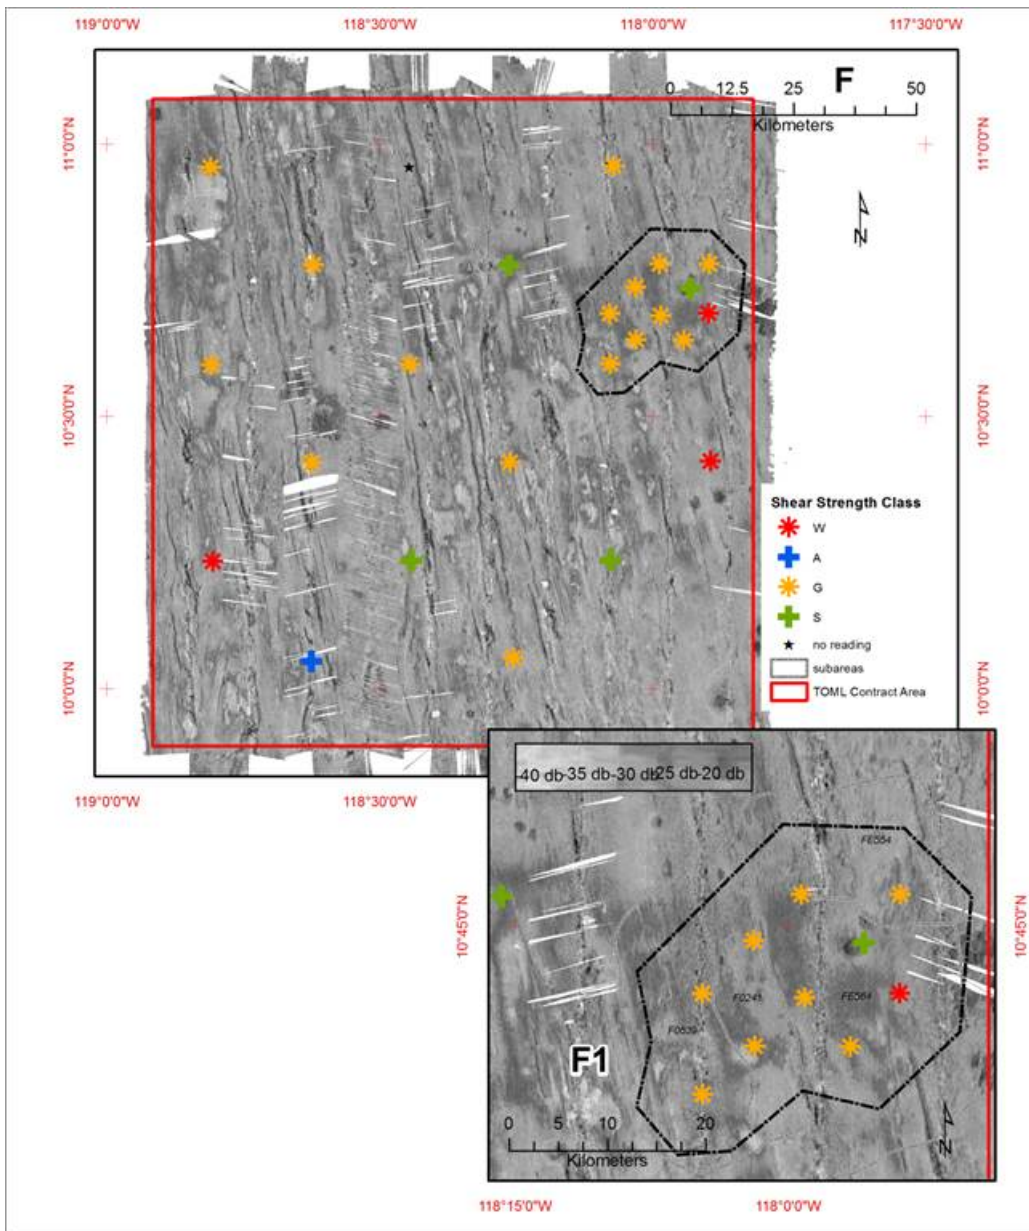 119°0'0"W 118°30'0"W 118°0'0"W 117°30'0"W
F
0 12.5 25 50
Kilometers
11°0'0"N 11°0'0"N
N
10°30'0"N 10°30'0"N
Shear Strength Class
W
A
G
S
no reading
subareas
TOML Contract Area
10°0'0"N 10°0'0"N
119°0'0"W 118°30'0"W
-40 db -35 db -30 db -25 db -20 db
FE554
10°45'0"N 10°45'0"N
F0241 FE564
F0539
F1
0 5 10 20
Kilometers
N
118°15'0"W 118°0'0"W